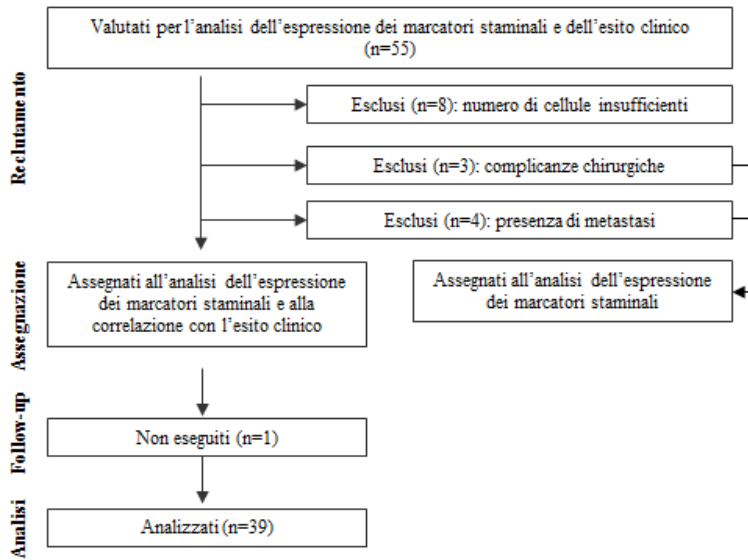 Valutati per l'analisi dell'espressione dei marcatori staminali e dell'esito clinico
(n=55)
Reclutamento
Esclusi (n=8): numero di cellule insufficienti
Esclusi (n=3): complicanze chirurgiche
Esclusi (n=4): presenza di metastasi
Assegnazione
Assegnati all'analisi dell'espressione
dei marcatori staminali e alla
correlazione con l'esito clinico
Assegnati all'analisi dell'espressione
dei marcatori staminali
Follow-up
Non eseguiti (n=1)
Analisi
Analizzati (n=39)